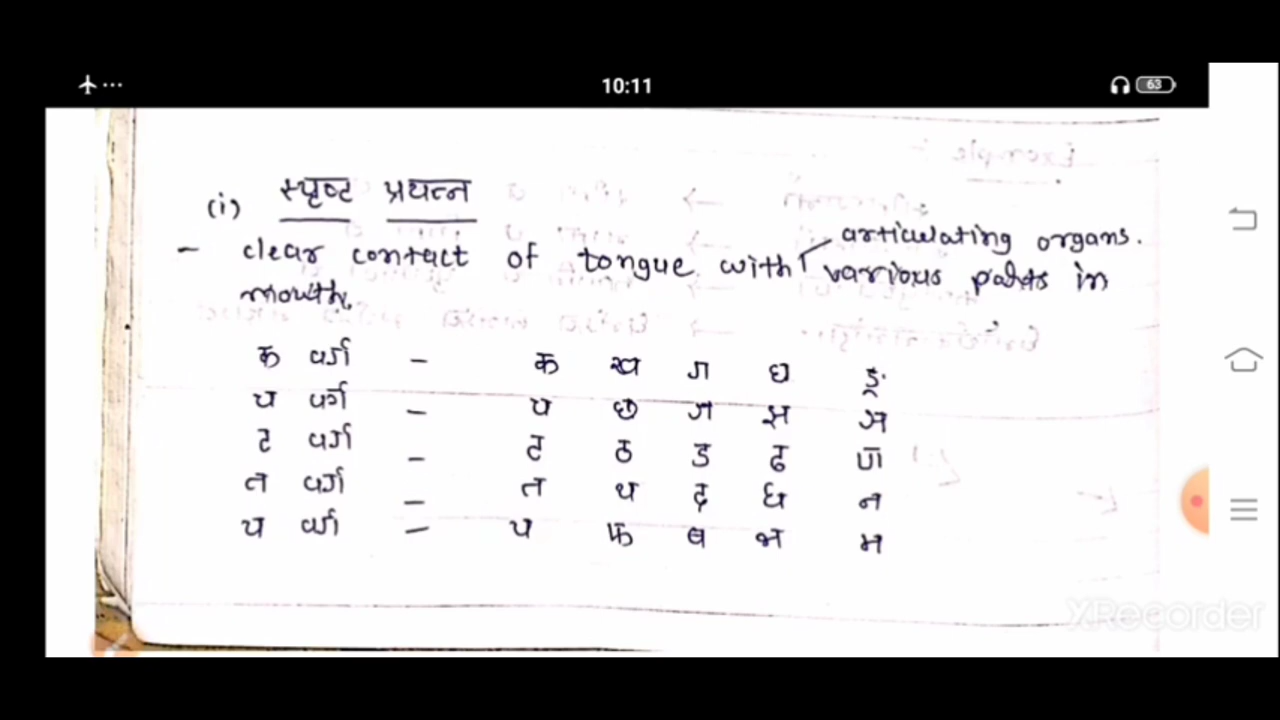 10:11
63
(i) स्पृष्ट प्रयत्न
- clear contact of tongue with articulating organs.
various parts in
mouth.
क वर्ग - क ख ग घ ङ
च वर्ग - च छ ज झ ञ
ट वर्ग - ट ठ ड ढ ण
त वर्ग - त थ द ध न
प वर्ग - प फ ब भ म
XRecorder